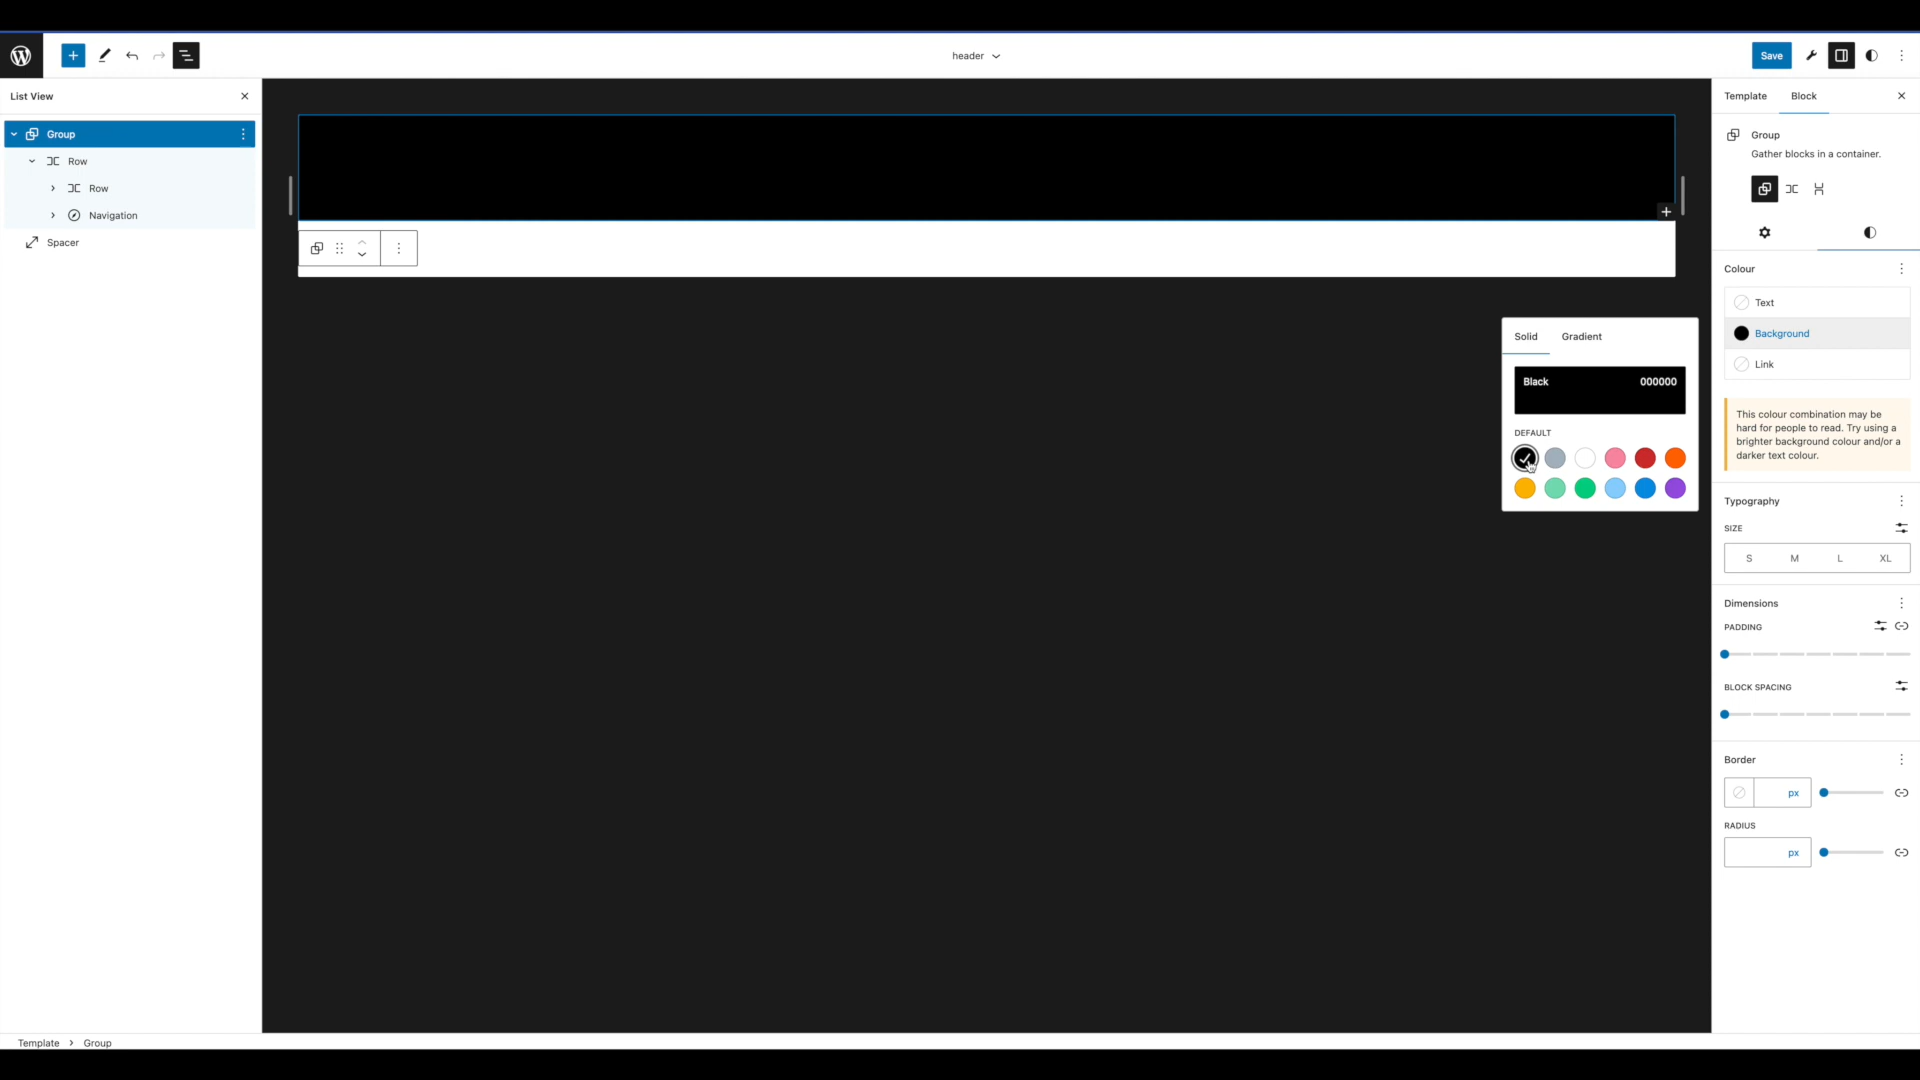 header
Save
List View
Group
Row
Row
Navigation
Spacer
Template
Block
Group
Gather blocks in a container.
Colour
Text
Background
Link
This colour combination may be
hard for people to read. Try using a
brighter background colour and/or a
darker text colour.
Solid
Gradient
Black
000000
DEFAULT
Typography
SIZE
S
M
L
XL
Dimensions
PADDING
BLOCK SPACING
Border
px
RADIUS
px
Template
Group